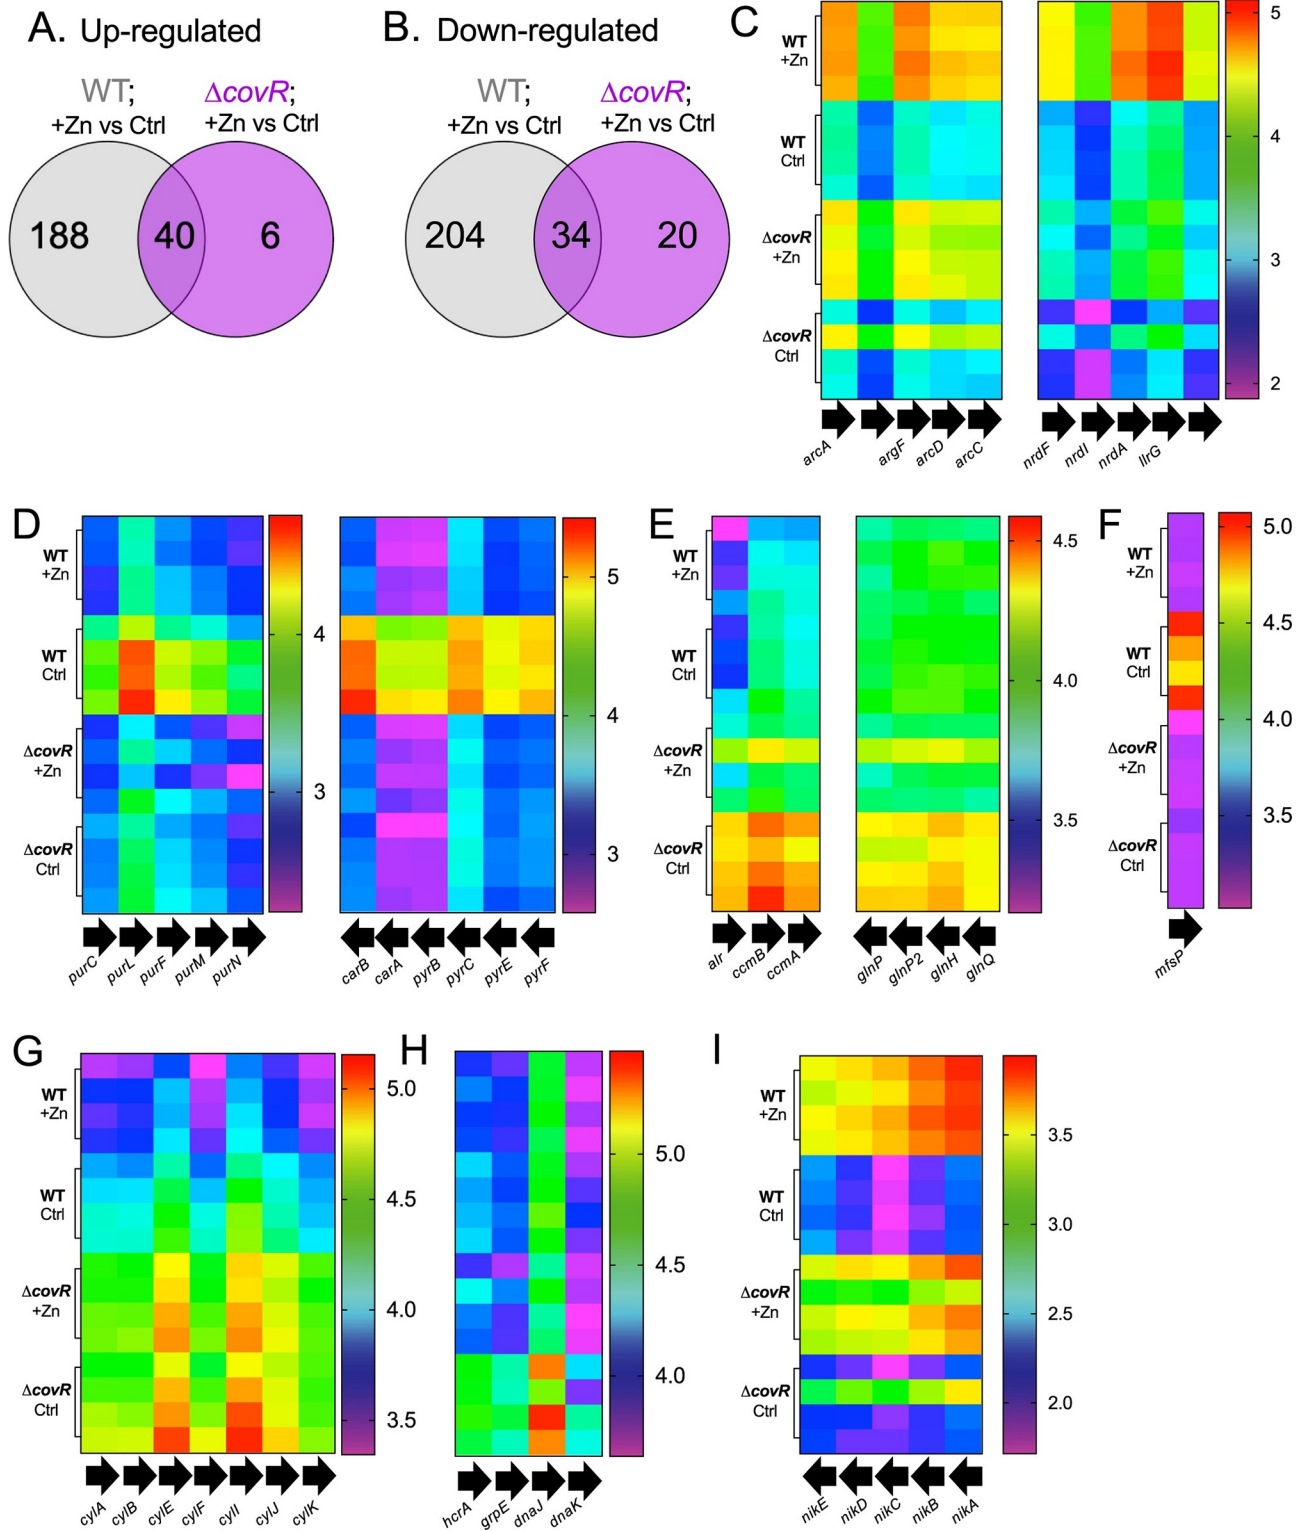 A. Up-regulated
WT;
+Zn vs Ctrl
ΔcovR;
+Zn vs Ctrl
188
40
6
B. Down-regulated
WT;
+Zn vs Ctrl
ΔcovR;
+Zn vs Ctrl
204
34
20
C
WT
+Zn
WT
Ctrl
ΔcovR
+Zn
ΔcovR
Ctrl
arcA
argF
arcD
arcC
nrdF
nrdI
nrdA
llrG
5
4
3
2
D
WT
+Zn
WT
Ctrl
ΔcovR
+Zn
ΔcovR
Ctrl
purC
purL
purF
purM
purN
4
3
carB
carA
pyrB
pyrC
pyrE
pyrF
5
4
3
E
WT
+Zn
WT
Ctrl
ΔcovR
+Zn
ΔcovR
Ctrl
alr
ccmB
ccmA
glnP
glnP2
glnH
glnQ
4.5
4.0
3.5
F
WT
+Zn
WT
Ctrl
ΔcovR
+Zn
ΔcovR
Ctrl
mfsP
5.0
4.5
4.0
3.5
G
WT
+Zn
WT
Ctrl
ΔcovR
+Zn
ΔcovR
Ctrl
cylA
cylB
cylE
cylF
cylI
cylJ
cylK
5.0
4.5
4.0
3.5
H
hcrA
grpE
dnaJ
dnaK
5.0
4.5
4.0
I
WT
+Zn
WT
Ctrl
ΔcovR
+Zn
ΔcovR
Ctrl
nikE
nikD
nikC
nikB
nikA
3.5
3.0
2.5
2.0